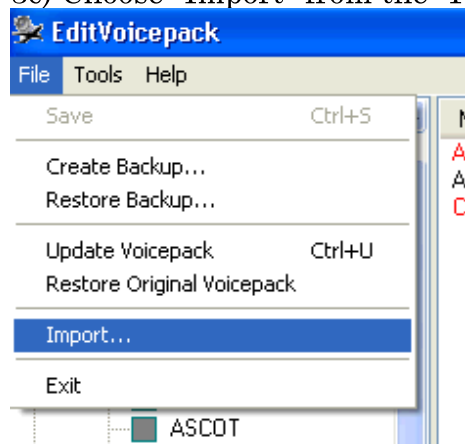 EditVoicepack
File Tools Help
Save Ctrl+S
Create Backup...
Restore Backup...
Update Voicepack Ctrl+U
Restore Original Voicepack
Import...
Exit
ASCOT